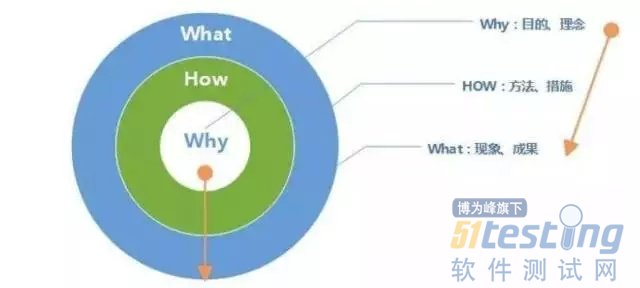 What
How
Why
Why：目的、理念
HOW：方法、措施
What：现象、成果
博为峰旗下
51testing
软件测试网